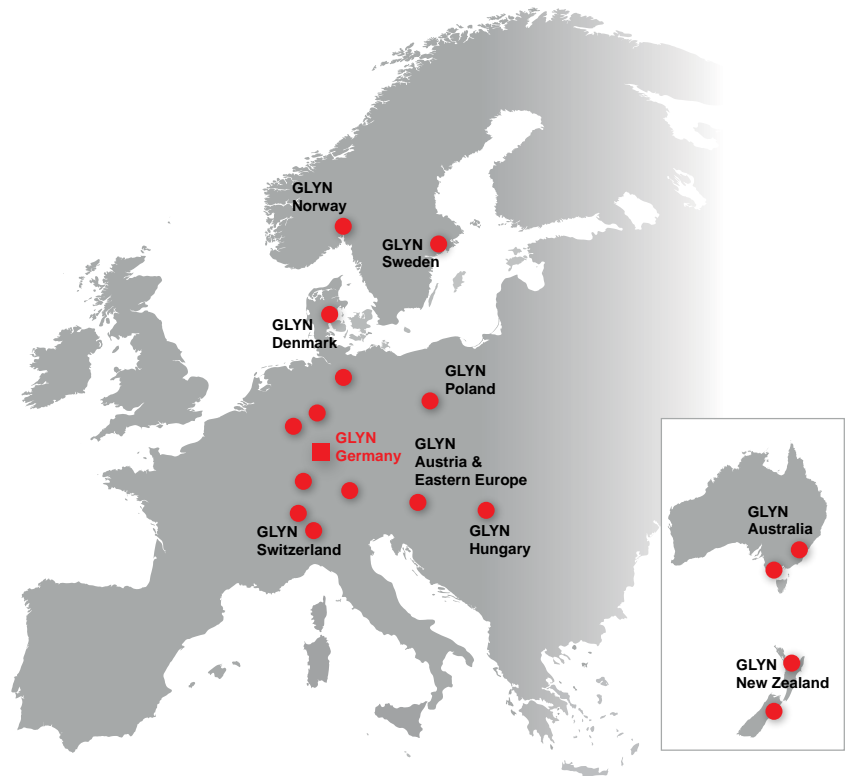 GLYN
Norway
GLYN
Sweden
GLYN
Denmark
GLYN
Poland
GLYN
Germany
GLYN
Austria &
Eastern Europe
GLYN
Switzerland
GLYN
Hungary
GLYN
Australia
GLYN
New Zealand